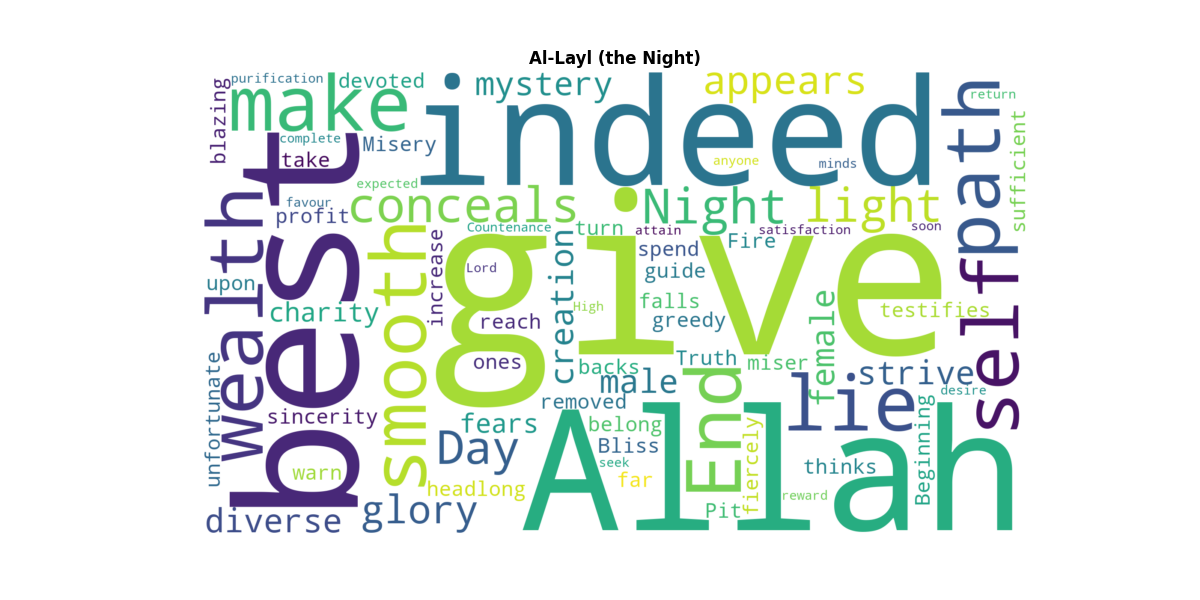 Al-Layl (the Night)
purification
devoted
mystery
appears
return
blazing
make
indeed
path
complete
Misery
take
anyone
minds
sufficient
best
expected
favour
profit
conceals
Night
light
wealth
smooth
Countenance
turn
attain
satisfaction
soon
increase
give
creation
spend
Fire
self
Lord
guide
upon
charity
High
falls
female
testifies
reach
greedy
ones
backs
Truth
miser
male
strive
unfortunate
removed
End
lie
desire
sincerity
fears
belong
Beginning
Day
Bliss
Allah
fiercely
warn
seek
far
thinks
headlong
reward
diverse
glory
Pit